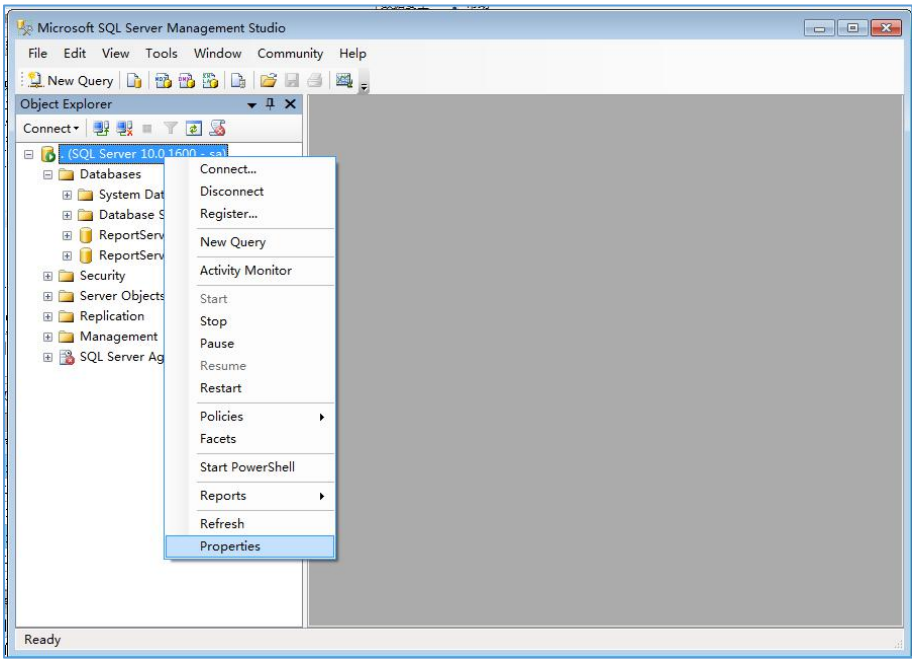 Microsoft SQL Server Management Studio
File Edit View Tools Window Community Help
New Query
Object Explorer
Connect
. (SQL Server 10.0.1600 - sa)
Databases
System Dat
Database S
ReportServ
ReportServ
Security
Server Objects
Replication
Management
SQL Server Ag
Connect...
Disconnect
Register...
New Query
Activity Monitor
Start
Stop
Pause
Resume
Restart
Policies
Facets
Start PowerShell
Reports
Refresh
Properties
Ready